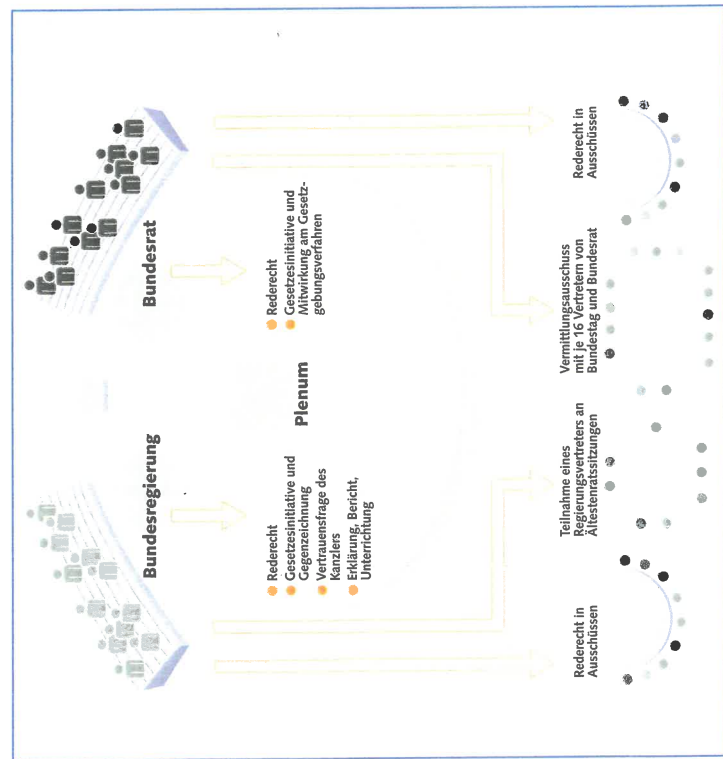 Bundesregierung
Bundesrat
Rederecht
Gesetzesinitiative und
Gegenzeichnung
Vertrauensfrage des
Kanzlers
Erklärung, Bericht,
Unterrichtung
Plenum
Rederecht
Gesetzesinitiative und
Mitwirkung am Gesetz-
gebungsverfahren
Rederecht in
Ausschüssen
Teilnahme eines
Regierungsvertreters an
Ältestenratssitzungen
Vermittlungsausschuss
mit je 16 Vertretern von
Bundestag und Bundesrat
Rederecht in
Ausschüssen